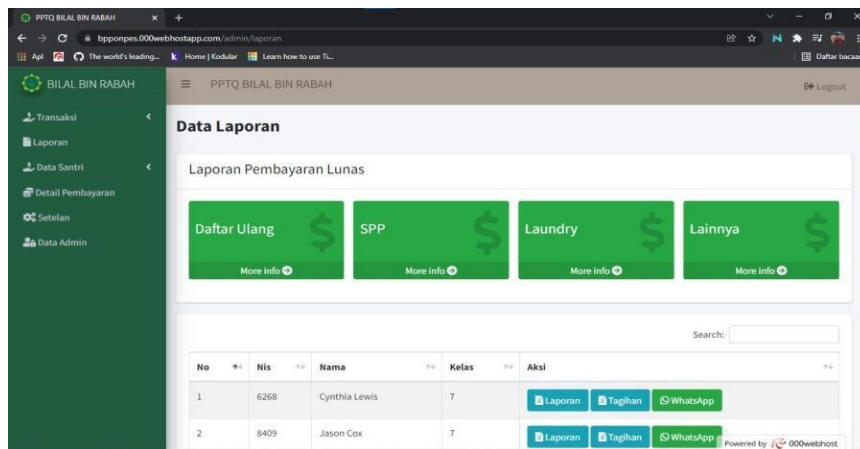 PPTQ BILAL BIN RABAH
bpponpes.000webhostapp.com/admin/laporan
Apl
The world's leading...
Home | Kodular
Learn how to use Ti...
Daftar bacaa
BILAL BIN RABAH
PPTQ BILAL BIN RABAH
Logout
Transaksi
Laporan
Data Santri
Detail Pembayaran
Setelan
Data Admin
Data Laporan
Laporan Pembayaran Lunas
Daftar Ulang
SPP
Laundry
Lainnya
More info
More info
More info
More info
Search:
No Nis Nama Kelas Aksi
1 6268 Cynthia Lewis 7 Laporan Tagihan WhatsApp
2 8409 Jason Cox 7 Laporan Tagihan WhatsApp
Powered by 000webhost